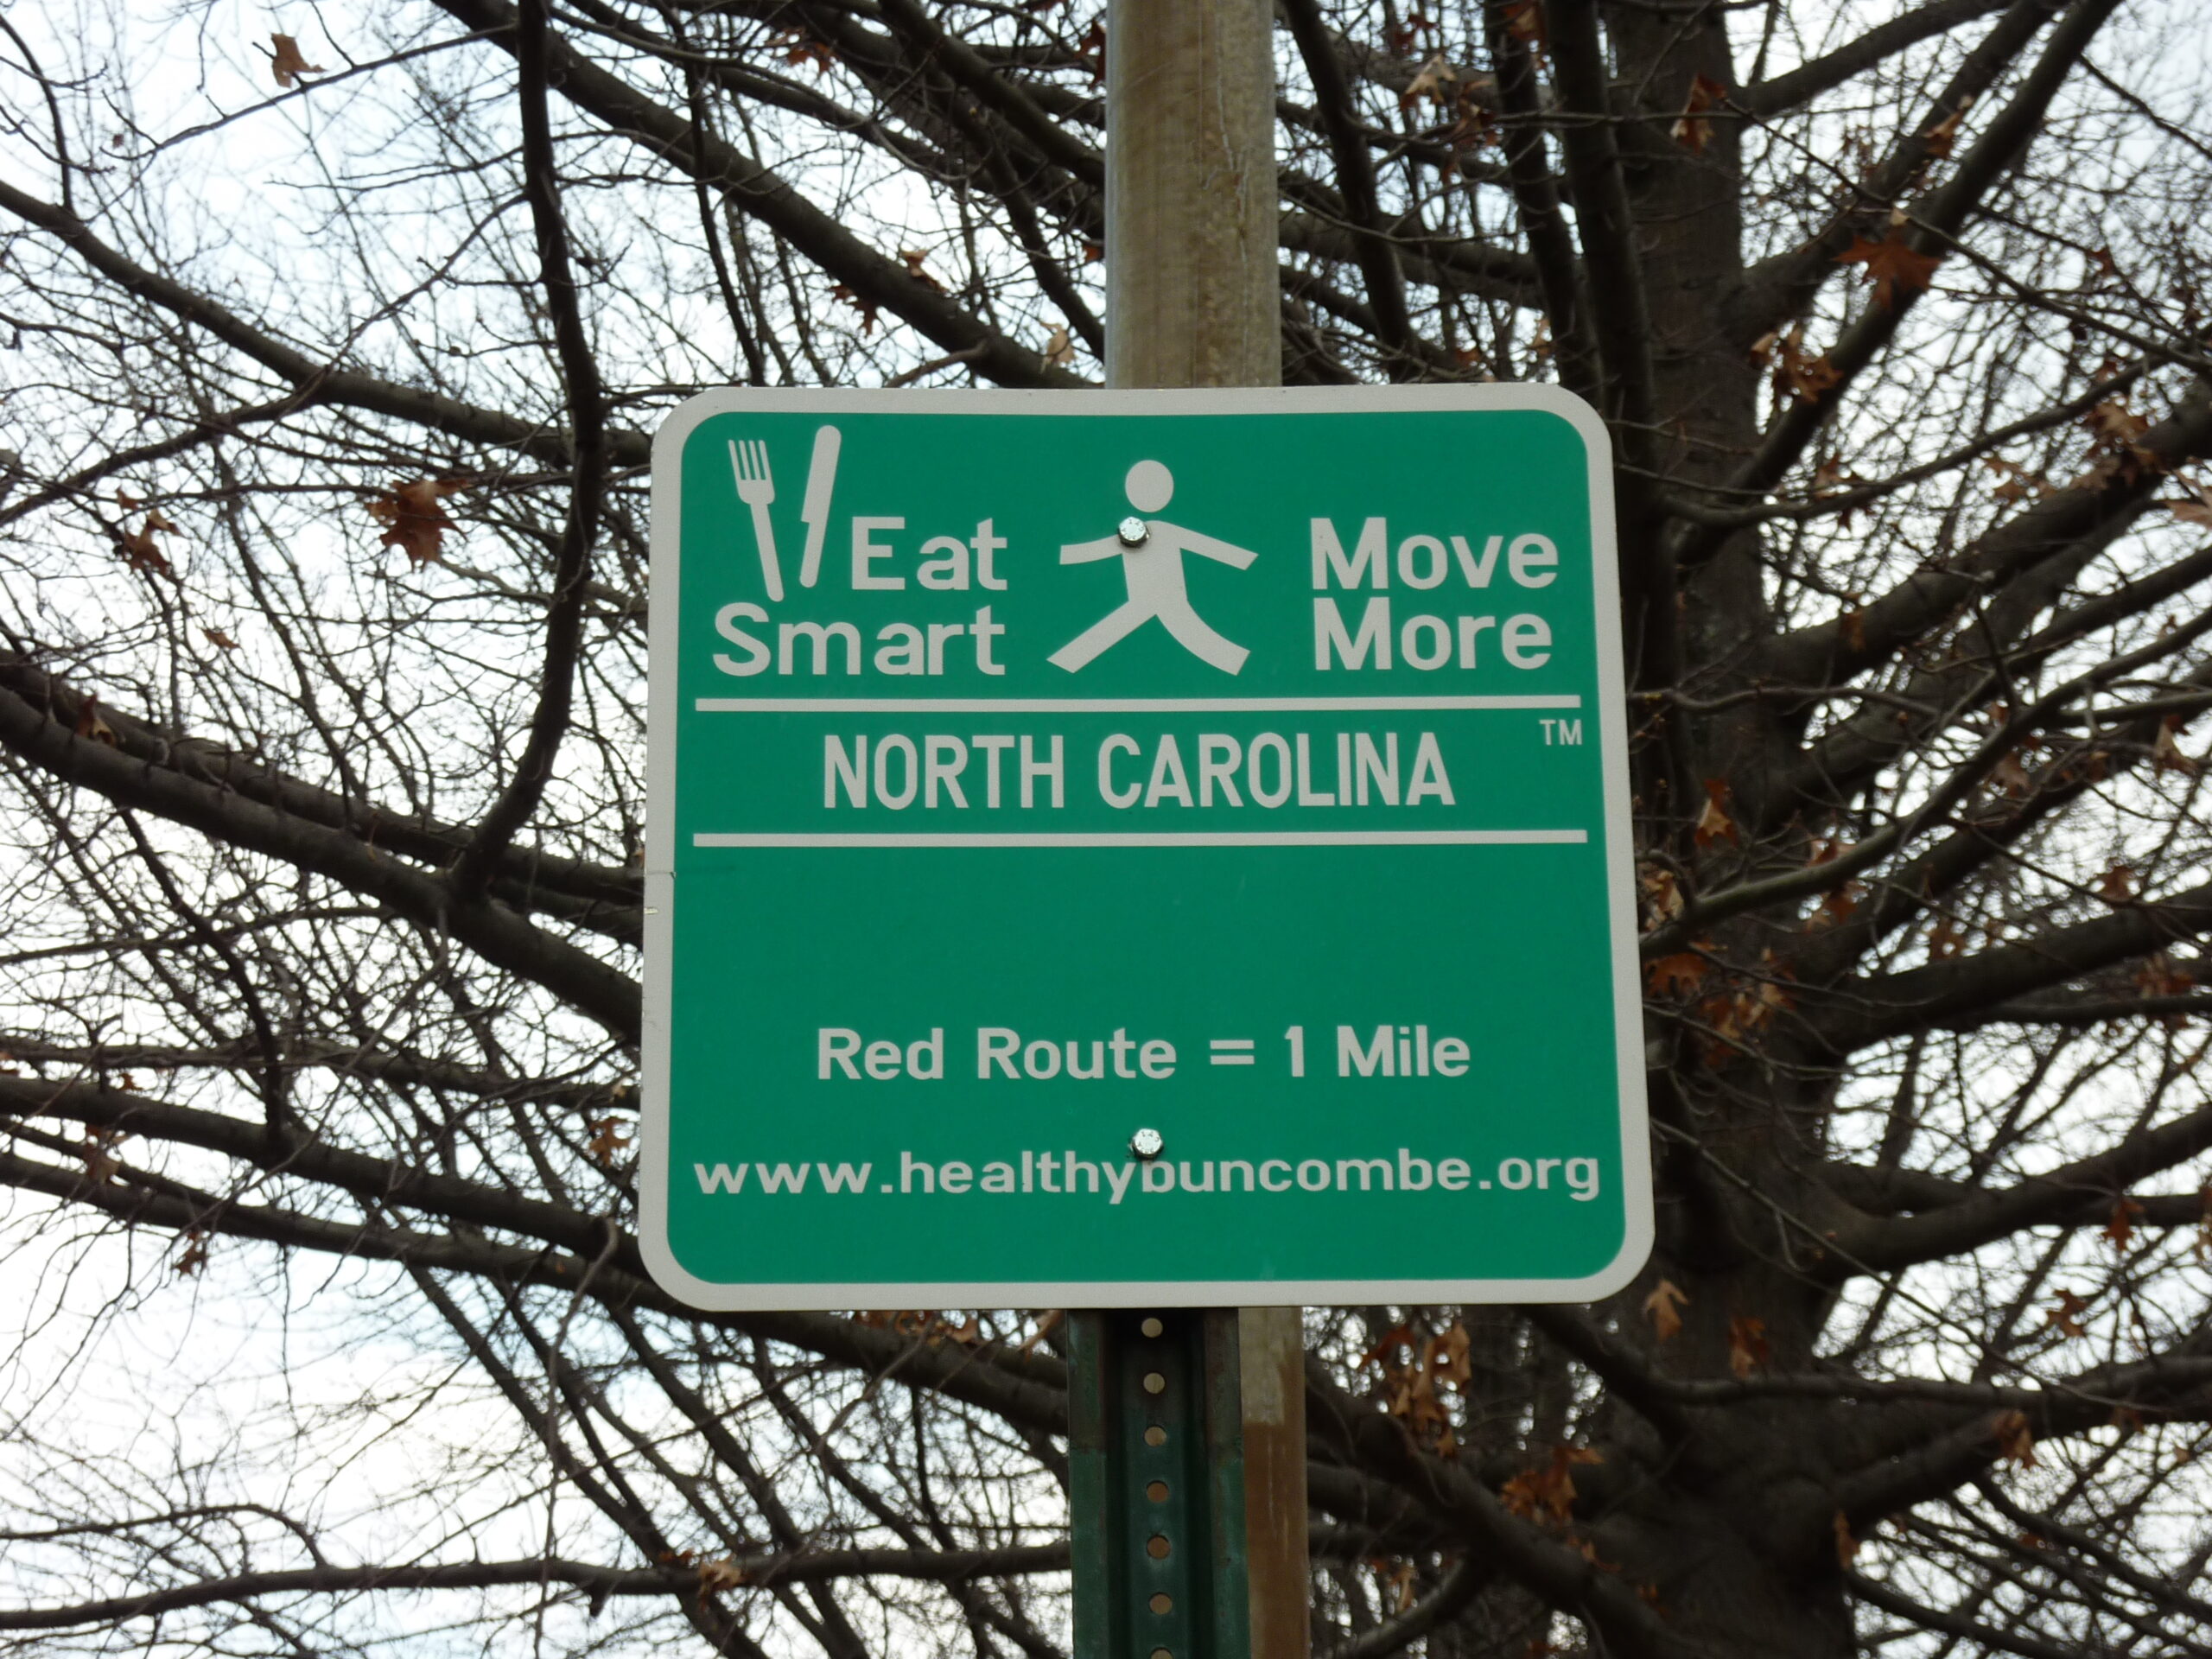 Eat Move
Smart More
NORTH CAROLINA ™
Red Route = 1 Mile
www.healthybuncombe.org